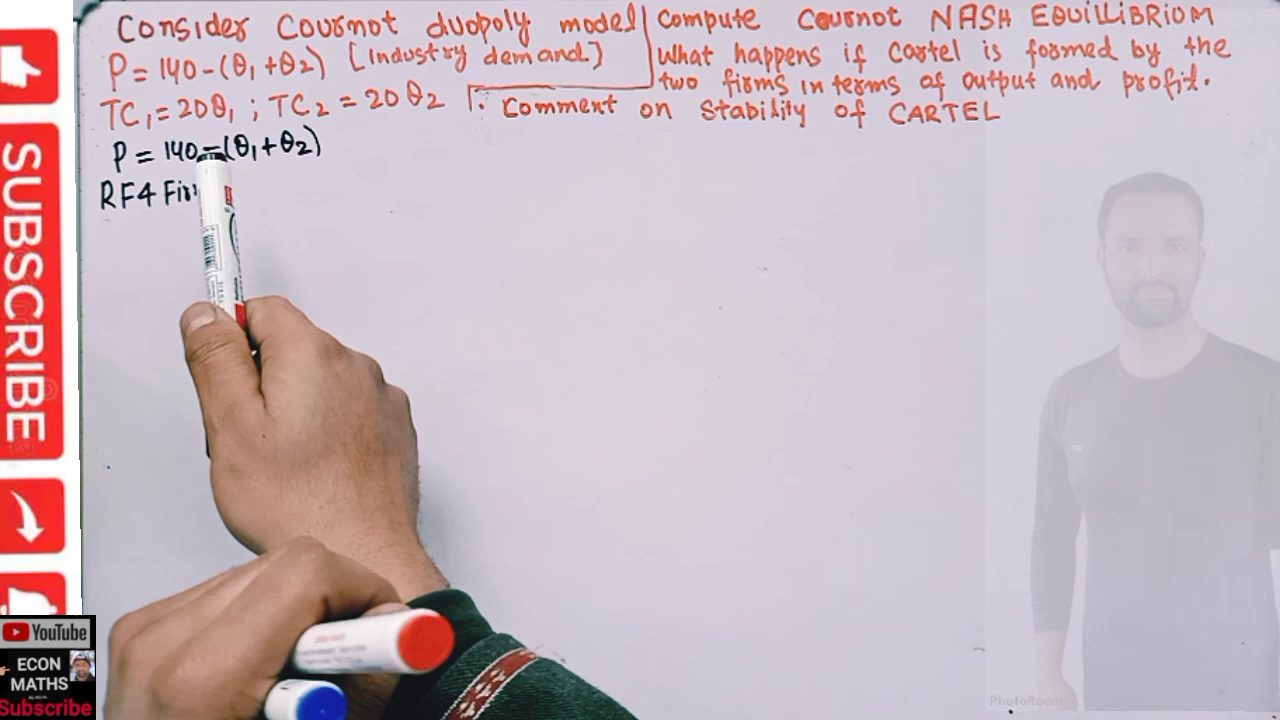 Consider Cournot duopoly model
P = 140 - (θ1 + θ2) [Industry demand]
TC1 = 20θ1 ; TC2 = 20θ2
Compute Cournot NASH EQUILLIBRIUM
What happens if Cartel is formed by the
two firms in terms of output and profit.
: Comment on Stability of CARTEL
P = 140 - (θ1 + θ2)
RF4
SUBSCRIBE
YouTube
ECON
MATHS
Subscribe
PhotoRoom